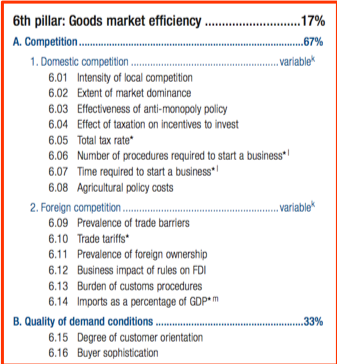 6th pillar: Goods market efficiency ............................17%
A. Competition.........................................................................67%
1. Domestic competition ................................................variableᵏ
6.01 Intensity of local competition
6.02 Extent of market dominance
6.03 Effectiveness of anti-monopoly policy
6.04 Effect of taxation on incentives to invest
6.05 Total tax rate*
6.06 Number of procedures required to start a business*ˡ
6.07 Time required to start a business*ˡ
6.08 Agricultural policy costs
2. Foreign competition ...................................................variableᵏ
6.09 Prevalence of trade barriers
6.10 Trade tariffs*
6.11 Prevalence of foreign ownership
6.12 Business impact of rules on FDI
6.13 Burden of customs procedures
6.14 Imports as a percentage of GDP*ᵐ
B. Quality of demand conditions ................................................33%
6.15 Degree of customer orientation
6.16 Buyer sophistication